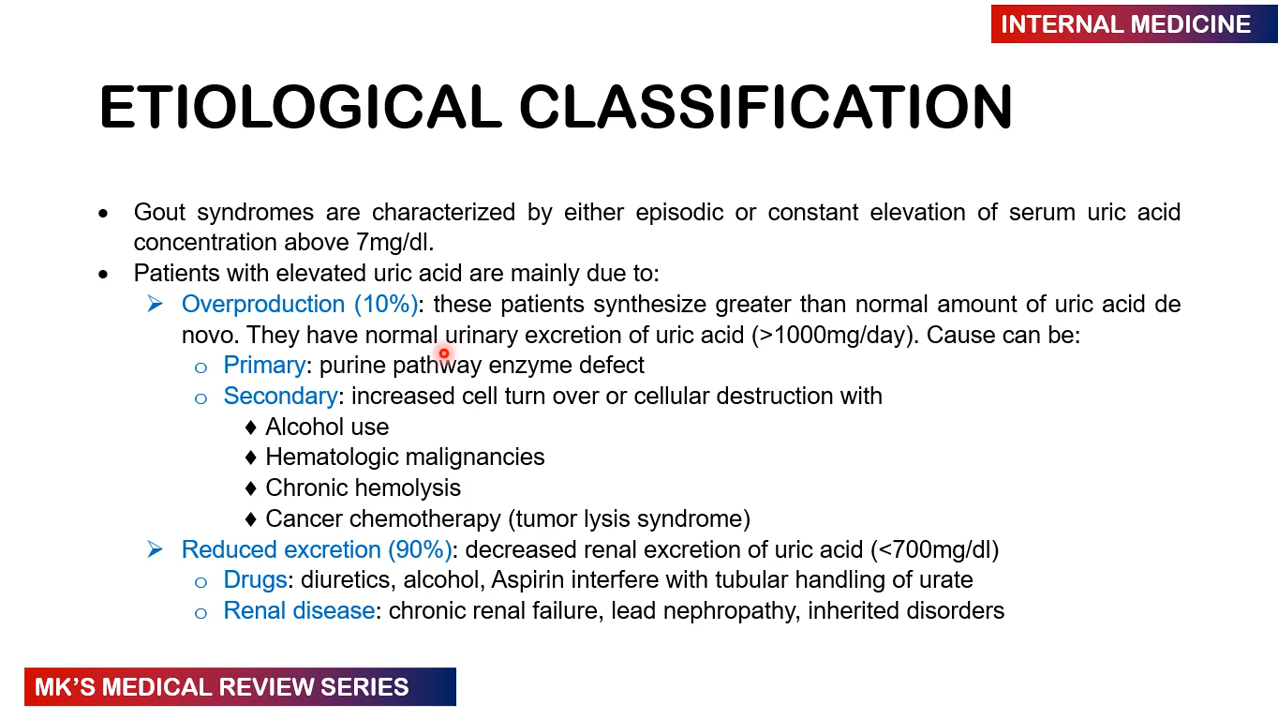 INTERNAL MEDICINE
ETIOLOGICAL CLASSIFICATION
• Gout syndromes are characterized by either episodic or constant elevation of serum uric acid
concentration above 7mg/dl.
• Patients with elevated uric acid are mainly due to:
➢ Overproduction (10%): these patients synthesize greater than normal amount of uric acid de
novo. They have normal urinary excretion of uric acid (>1000mg/day). Cause can be:
o Primary: purine pathway enzyme defect
o Secondary: increased cell turn over or cellular destruction with
♦ Alcohol use
♦ Hematologic malignancies
♦ Chronic hemolysis
♦ Cancer chemotherapy (tumor lysis syndrome)
➢ Reduced excretion (90%): decreased renal excretion of uric acid (<700mg/dl)
o Drugs: diuretics, alcohol, Aspirin interfere with tubular handling of urate
o Renal disease: chronic renal failure, lead nephropathy, inherited disorders
MK'S MEDICAL REVIEW SERIES